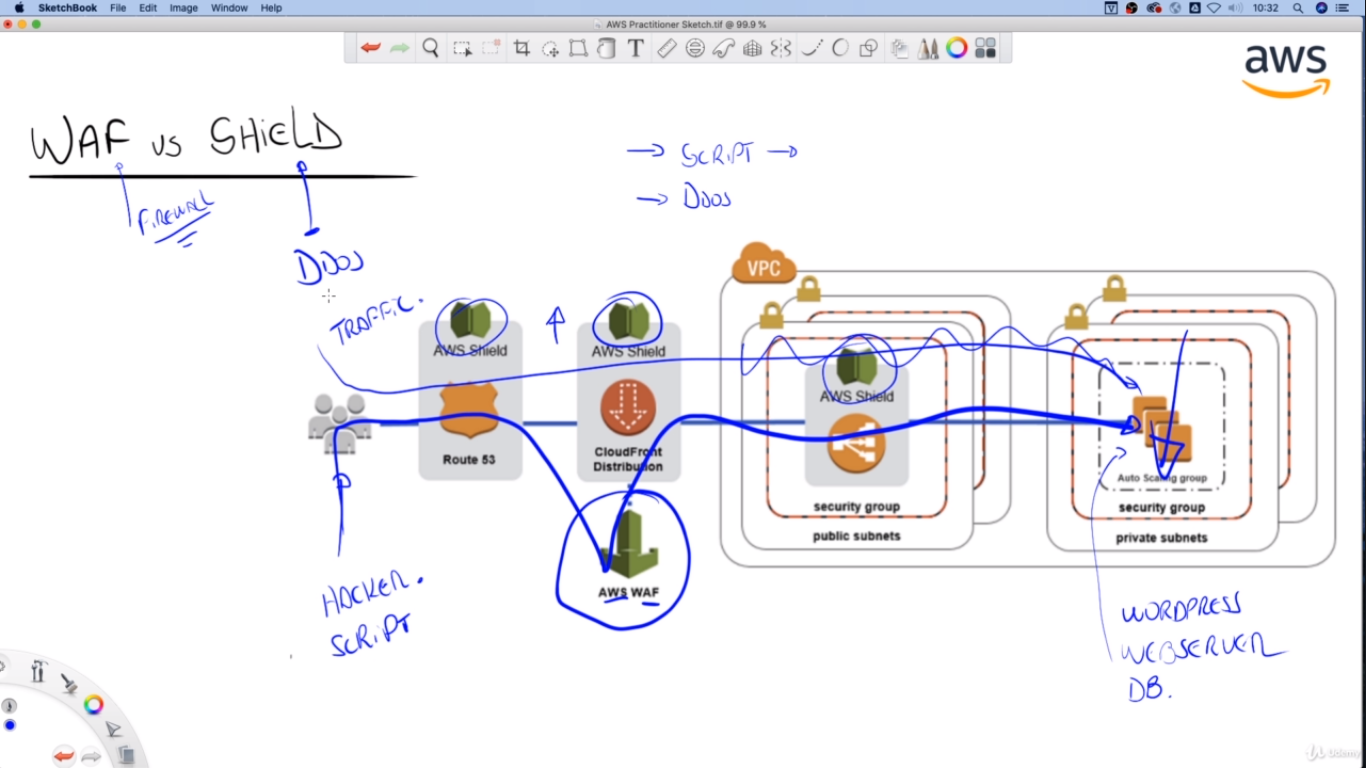 SketchBook File Edit Image Window Help 10:32
AWS Practitioner Sketch.tif @ 99.9 %
aws
WAF vs SHiELD
FiREWALL
DDOS
→ SCRiPT →
→ DDOS
TRAFFiC.
VPC
AWS Shield
AWS Shield
AWS Shield
Route 53
CloudFront
Distribution
Auto Scaling group
security group
public subnets
security group
private subnets
AWS WAF
HACKER.
SCRiPT
WORDPRESS
WEBSERVER
DB.
Udemy